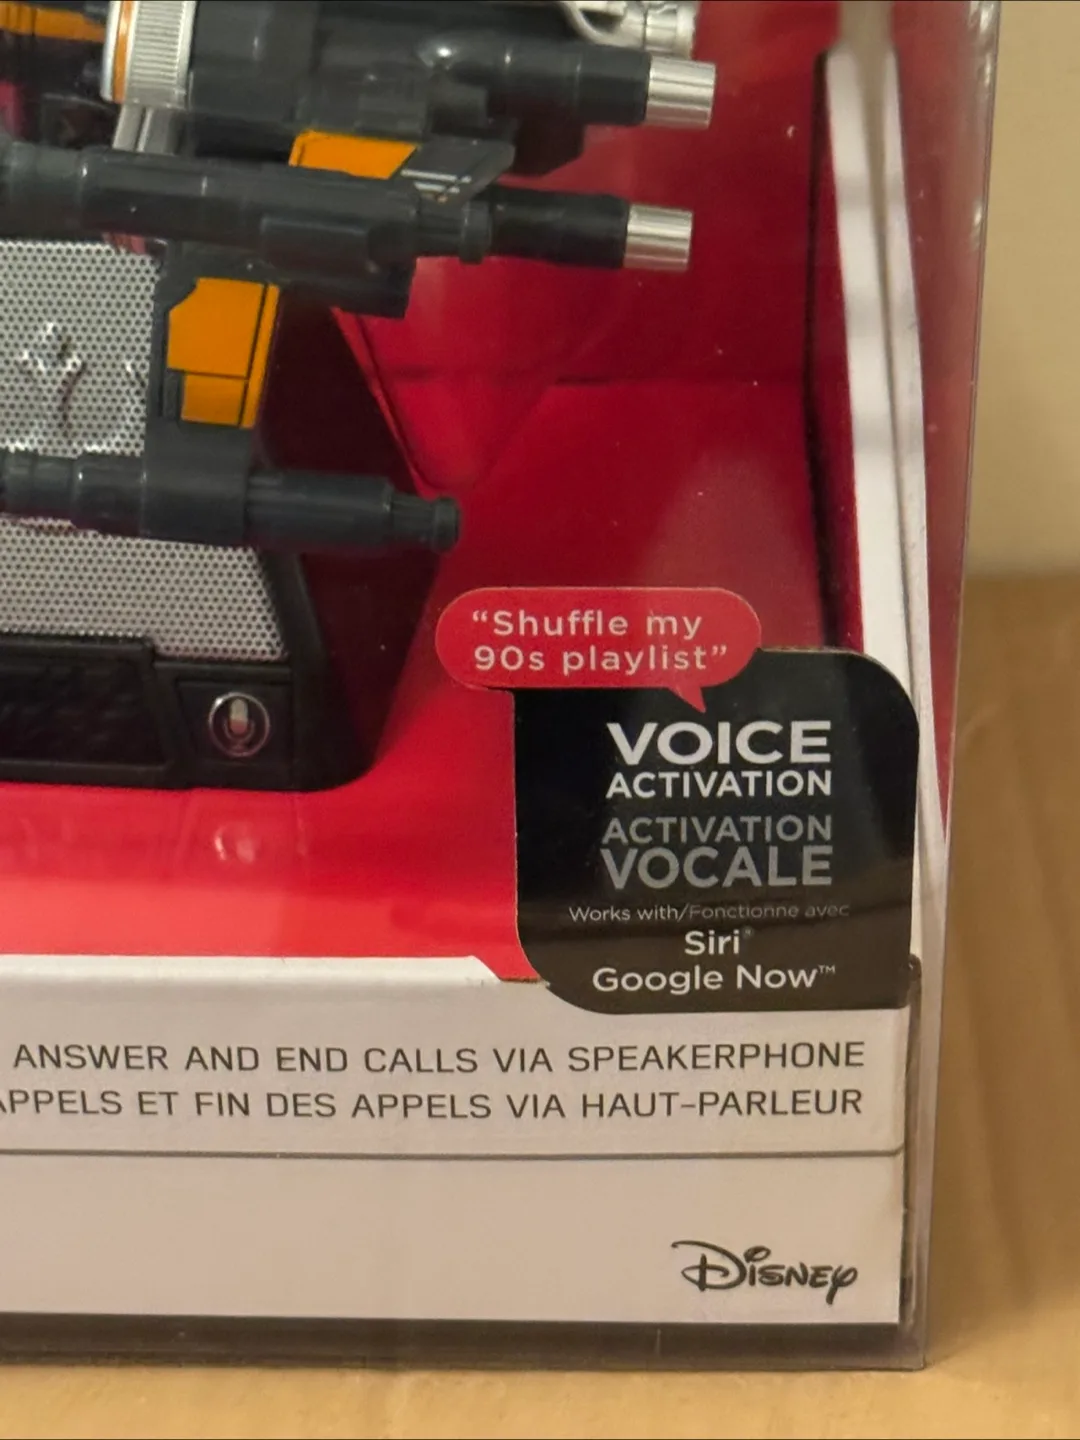 “Shuffle my
90s playlist”
VOICE
ACTIVATION
ACTIVATION
VOCALE
Works with/Fonctionne avec
Siri®
Google Now™
ANSWER AND END CALLS VIA SPEAKERPHONE
APPELS ET FIN DES APPELS VIA HAUT-PARLEUR
Disney